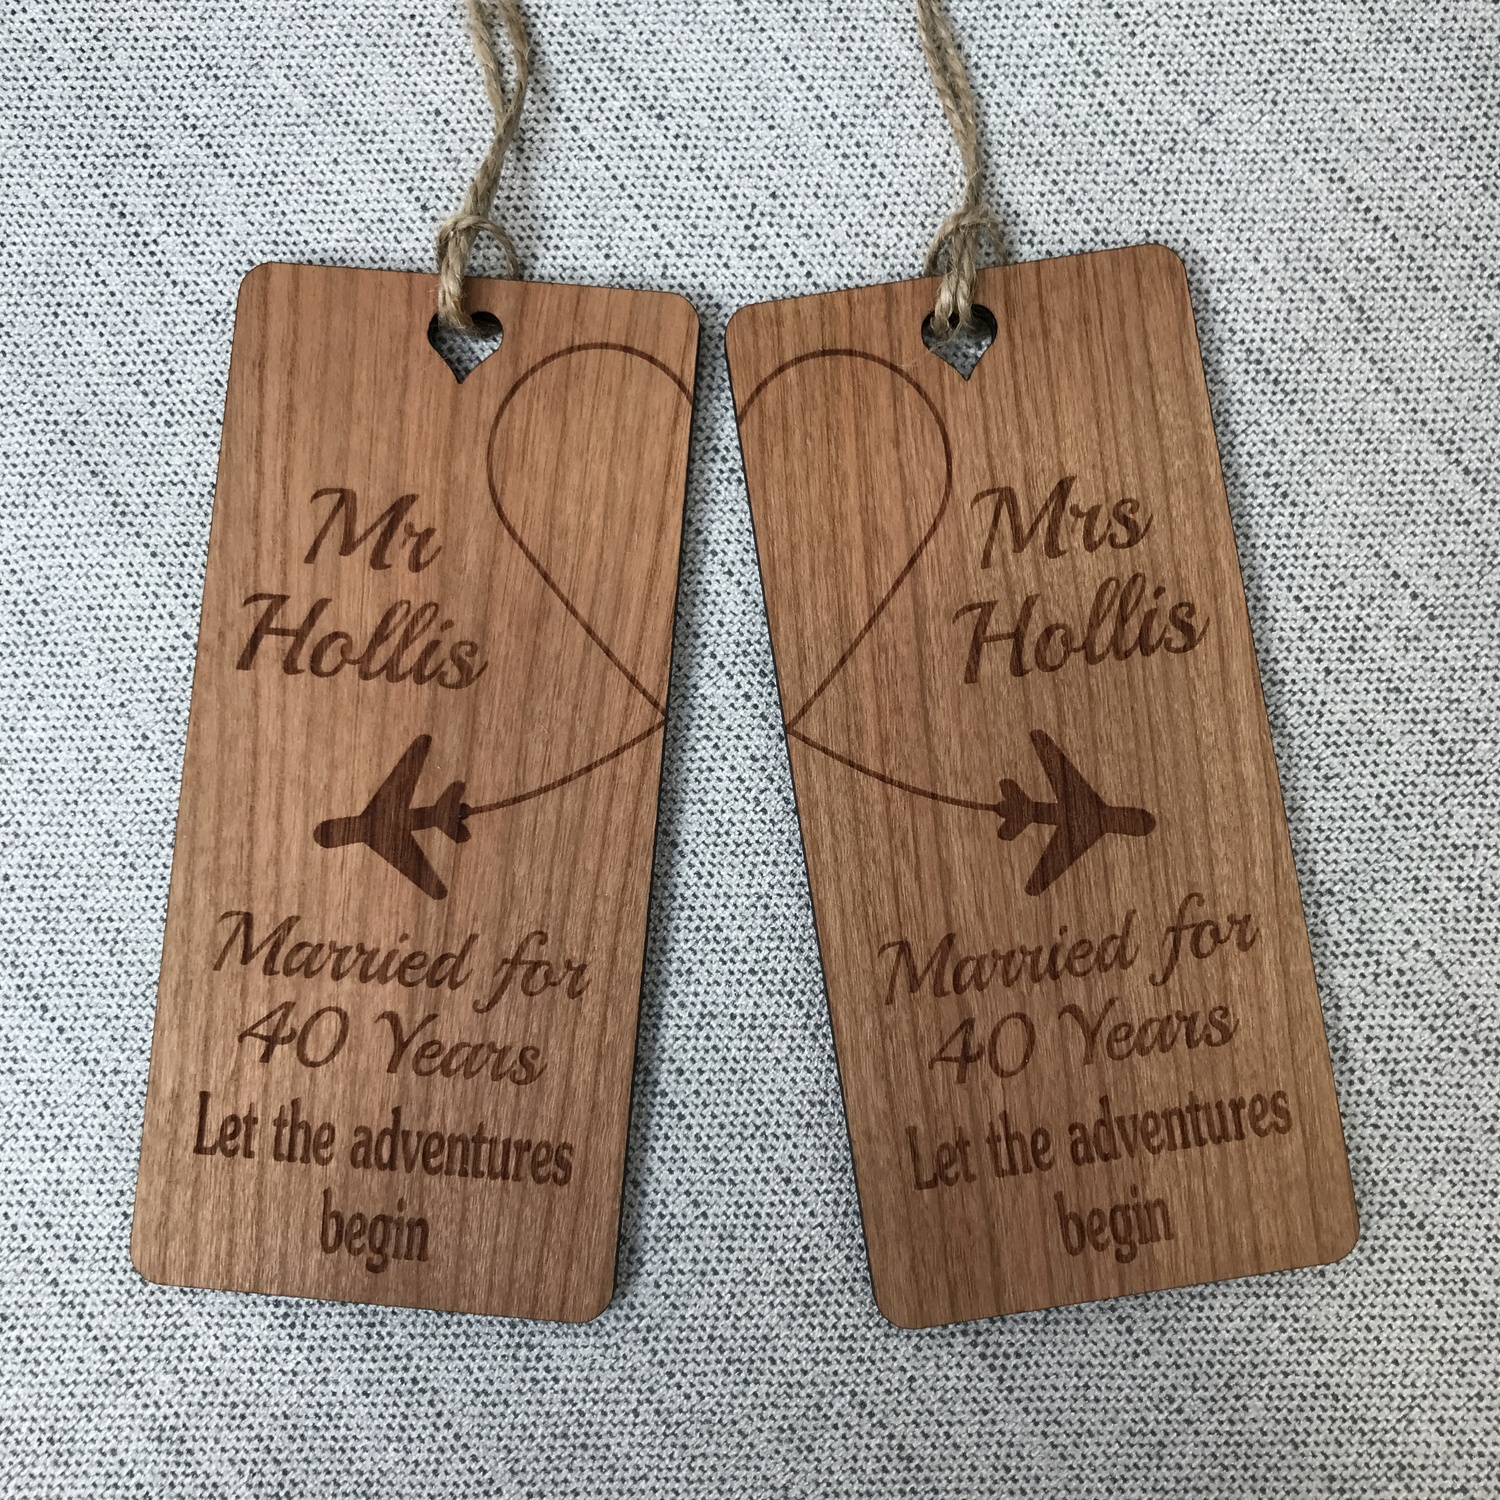 Mr
Hollis
Married for
40 Years
Let the adventures
begin
Mrs
Hollis
Married for
40 Years
Let the adventures
begin